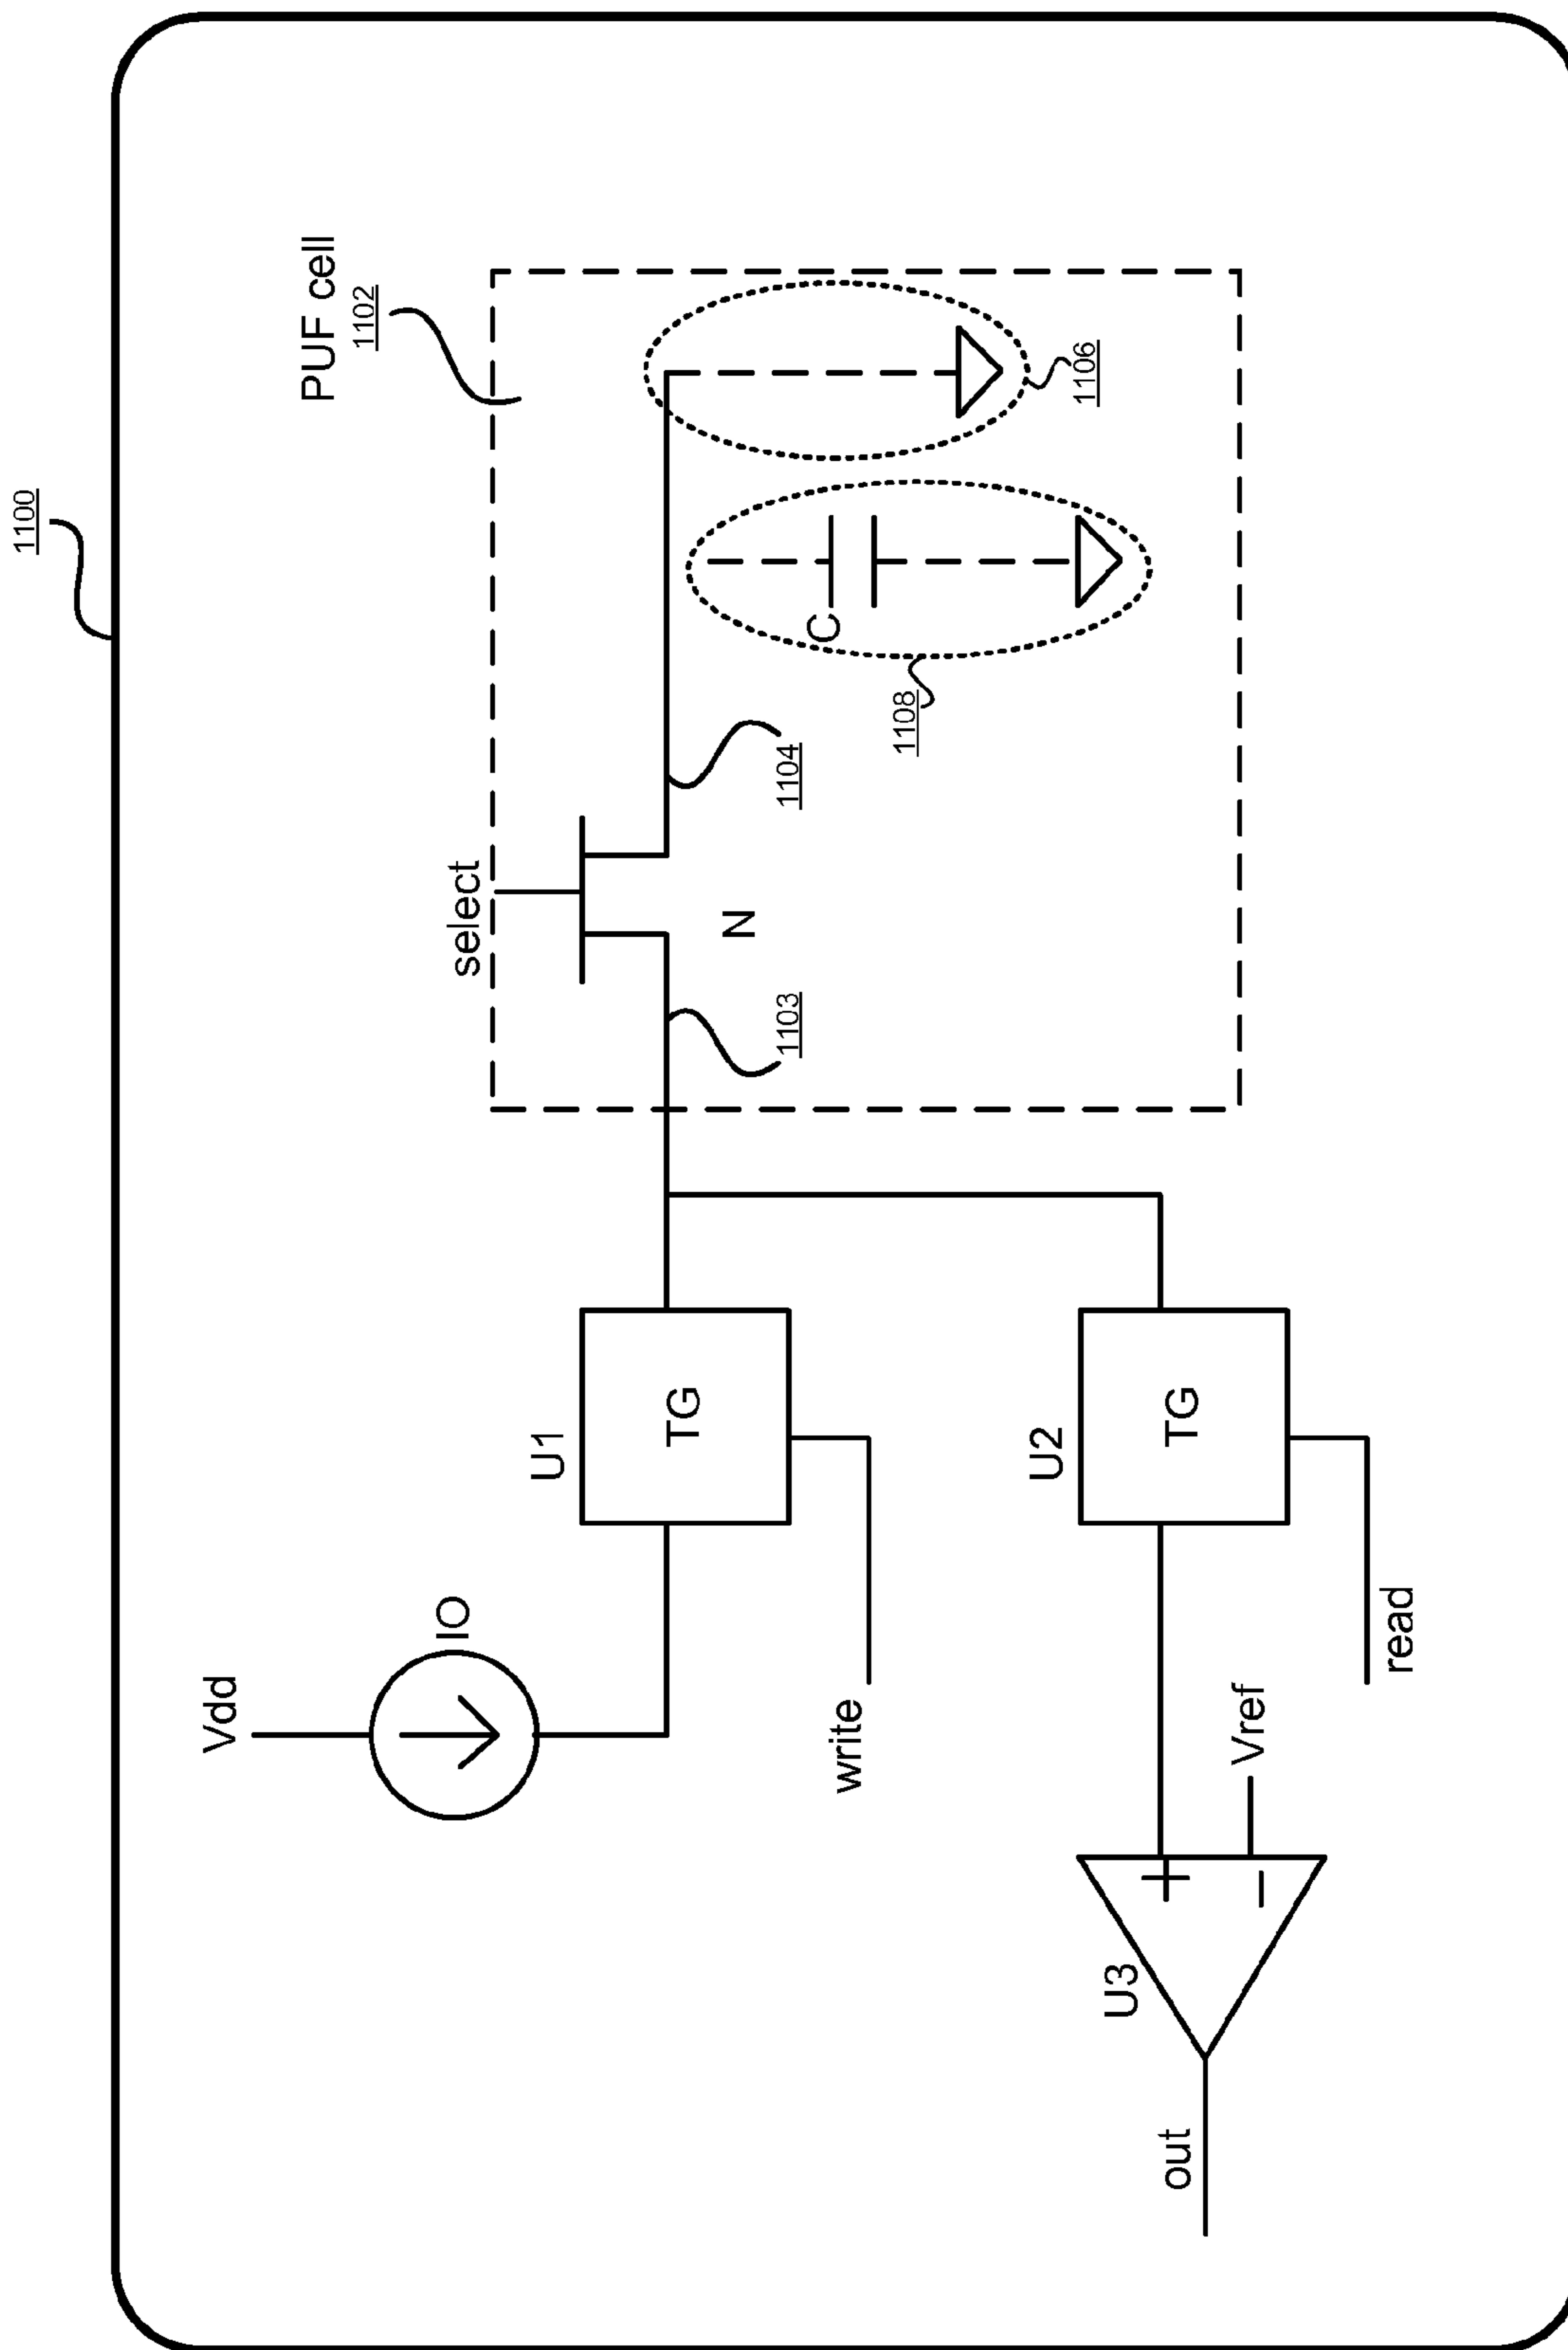 1100
PUF cell
1102
select
N
1103
1104
1108
C
1106
Vdd
IO
U1
TG
write
U2
TG
read
Vref
U3
+
−
out